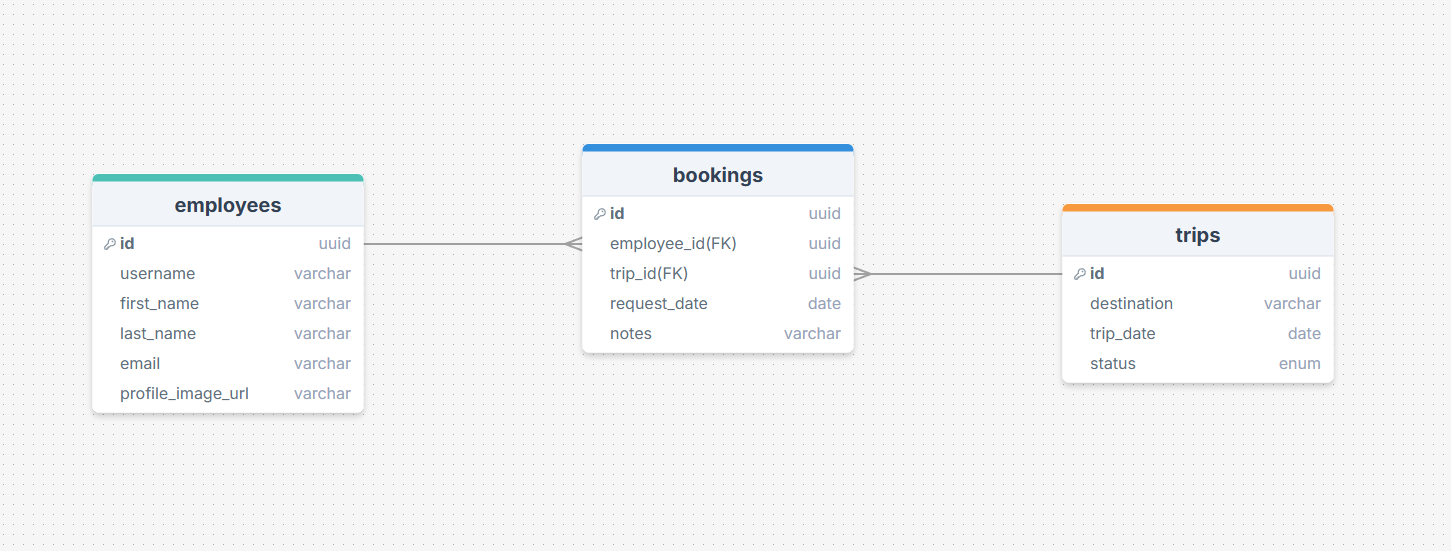 employees
id uuid
username varchar
first_name varchar
last_name varchar
email varchar
profile_image_url varchar
bookings
id uuid
employee_id(FK) uuid
trip_id(FK) uuid
request_date date
notes varchar
trips
id uuid
destination varchar
trip_date date
status enum